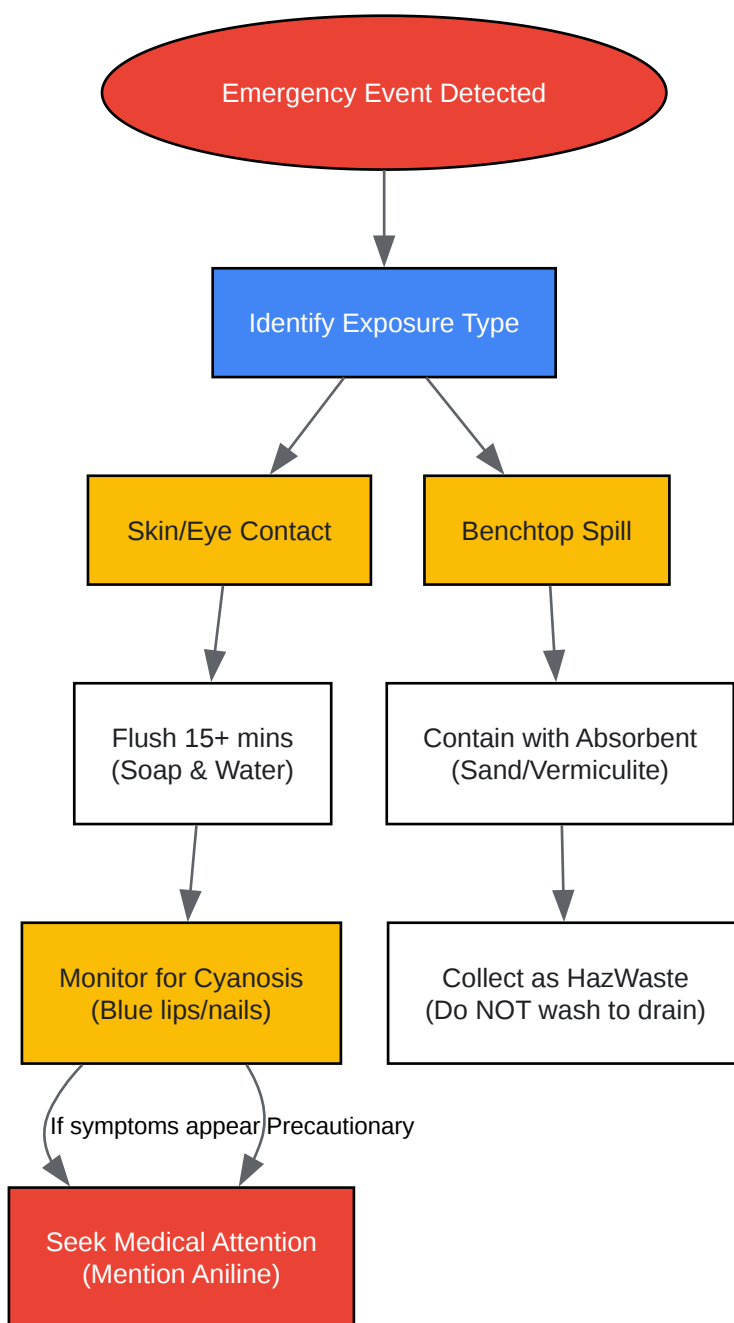 Emergency Event Detected
Identify Exposure Type
Skin/Eye Contact
Benchtop Spill
Flush 15+ mins
(Soap & Water)
Contain with Absorbent
(Sand/Vermiculite)
Monitor for Cyanosis
(Blue lips/nails)
Collect as HazWaste
(Do NOT wash to drain)
If symptoms appear
Precautionary
Seek Medical Attention
(Mention Aniline)